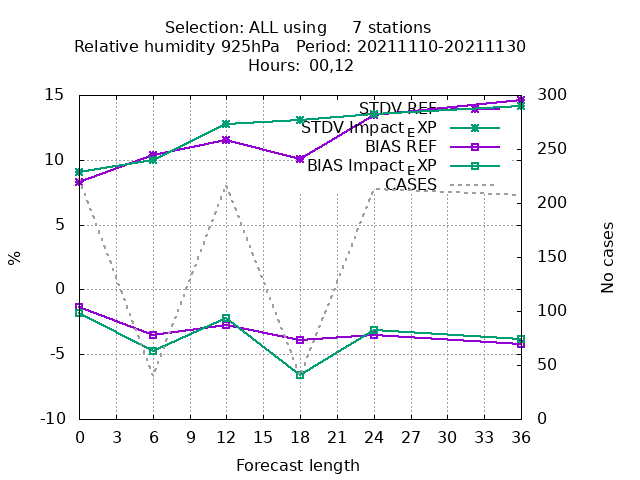 Selection: ALL using     7 stations
Relative humidity 925hPa   Period: 20211110-20211130
Hours: 00,12
15
10
5
0
-5
-10
%
300
250
200
150
100
50
0
No cases
STDV REF
STDV Impact_EXP
BIAS REF
BIAS Impact_EXP
CASES
0 3 6 9 12 15 18 21 24 27 30 33 36
Forecast length